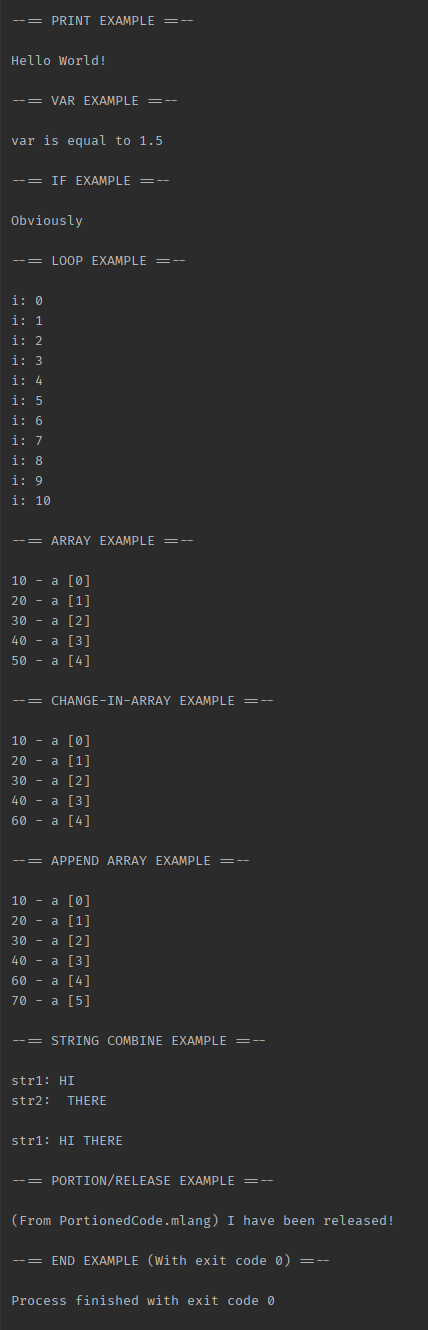 --== PRINT EXAMPLE ==--
Hello World!
--== VAR EXAMPLE ==--
var is equal to 1.5
--== IF EXAMPLE ==--
Obviously
--== LOOP EXAMPLE ==--
i: 0
i: 1
i: 2
i: 3
i: 4
i: 5
i: 6
i: 7
i: 8
i: 9
i: 10
--== ARRAY EXAMPLE ==--
10 - a [0]
20 - a [1]
30 - a [2]
40 - a [3]
50 - a [4]
--== CHANGE-IN-ARRAY EXAMPLE ==--
10 - a [0]
20 - a [1]
30 - a [2]
40 - a [3]
60 - a [4]
--== APPEND ARRAY EXAMPLE ==--
10 - a [0]
20 - a [1]
30 - a [2]
40 - a [3]
60 - a [4]
70 - a [5]
--== STRING COMBINE EXAMPLE ==--
str1: HI
str2:  THERE
str1: HI THERE
--== PORTION/RELEASE EXAMPLE ==--
(From PortionedCode.mlang) I have been released!
--== END EXAMPLE (With exit code 0) ==--
Process finished with exit code 0